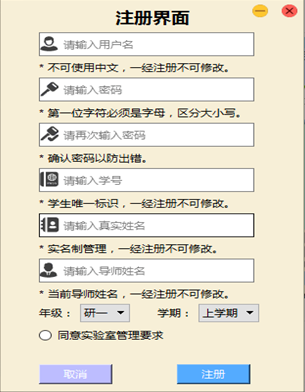 注册界面
请输入用户名
* 不可使用中文，一经注册不可修改。
请输入密码
* 第一位字符必须是字母，区分大小写。
请再次输入密码
* 确认密码以防出错。
请输入学号
* 学生唯一标识，一经注册不可修改。
请输入真实姓名
* 实名制管理，一经注册不可修改。
请输入导师姓名
* 当前导师姓名，一经注册不可修改。
年级： 研一 学期： 上学期
同意实验室管理要求
取消 注册